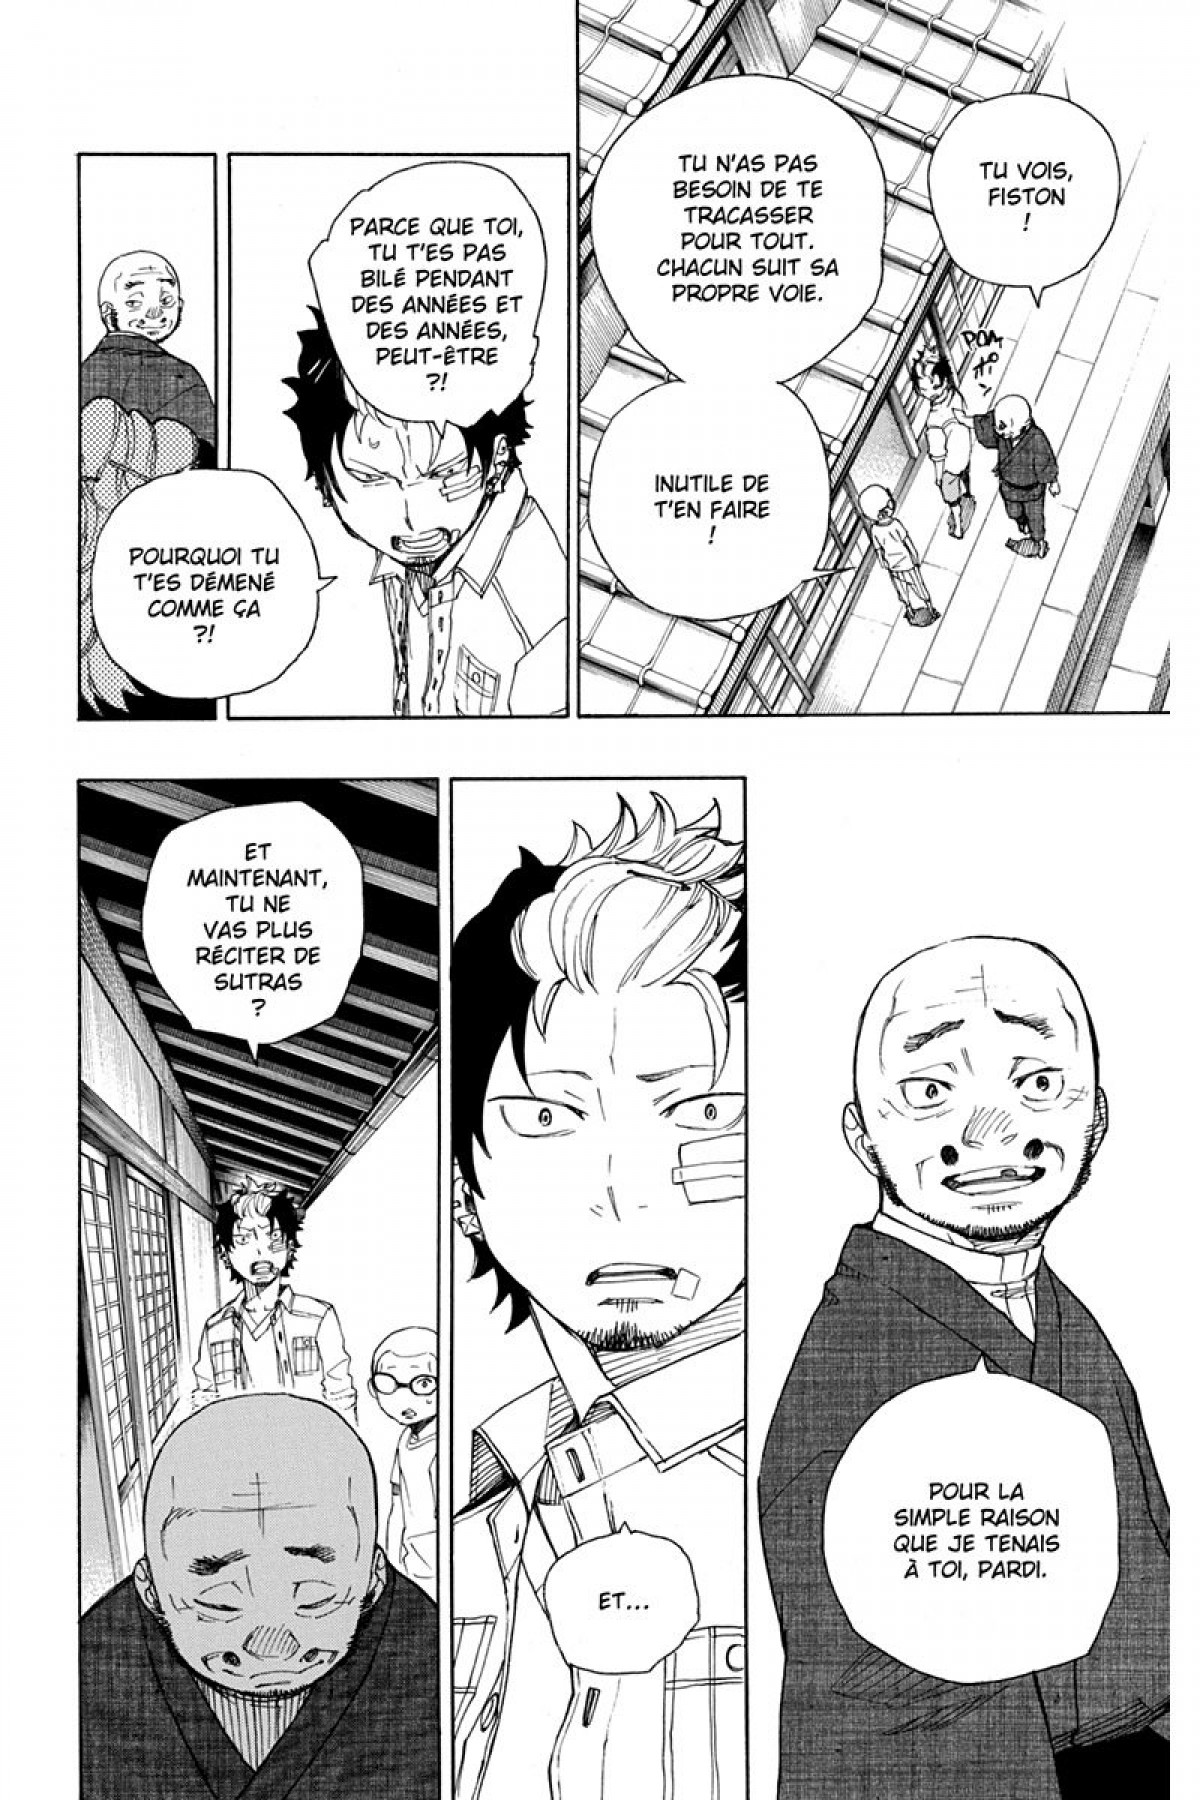 TU VOIS,
FISTON
!
TU N'AS PAS
BESOIN DE TE
TRACASSER
POUR TOUT.
CHACUN SUIT SA
PROPRE VOIE.
POM
ポン
INUTILE DE
T'EN FAIRE
!
PARCE QUE TOI,
TU T'ES PAS
BILÉ PENDANT
DES ANNÉES ET
DES ANNÉES,
PEUT-ÊTRE
?!
POURQUOI TU
T'ES DÉMENÉ
COMME ÇA
?!
POUR LA
SIMPLE RAISON
QUE JE TENAIS
À TOI, PARDI.
ET...
ET
MAINTENANT,
TU NE
VAS PLUS
RÉCITER DE
SUTRAS
?